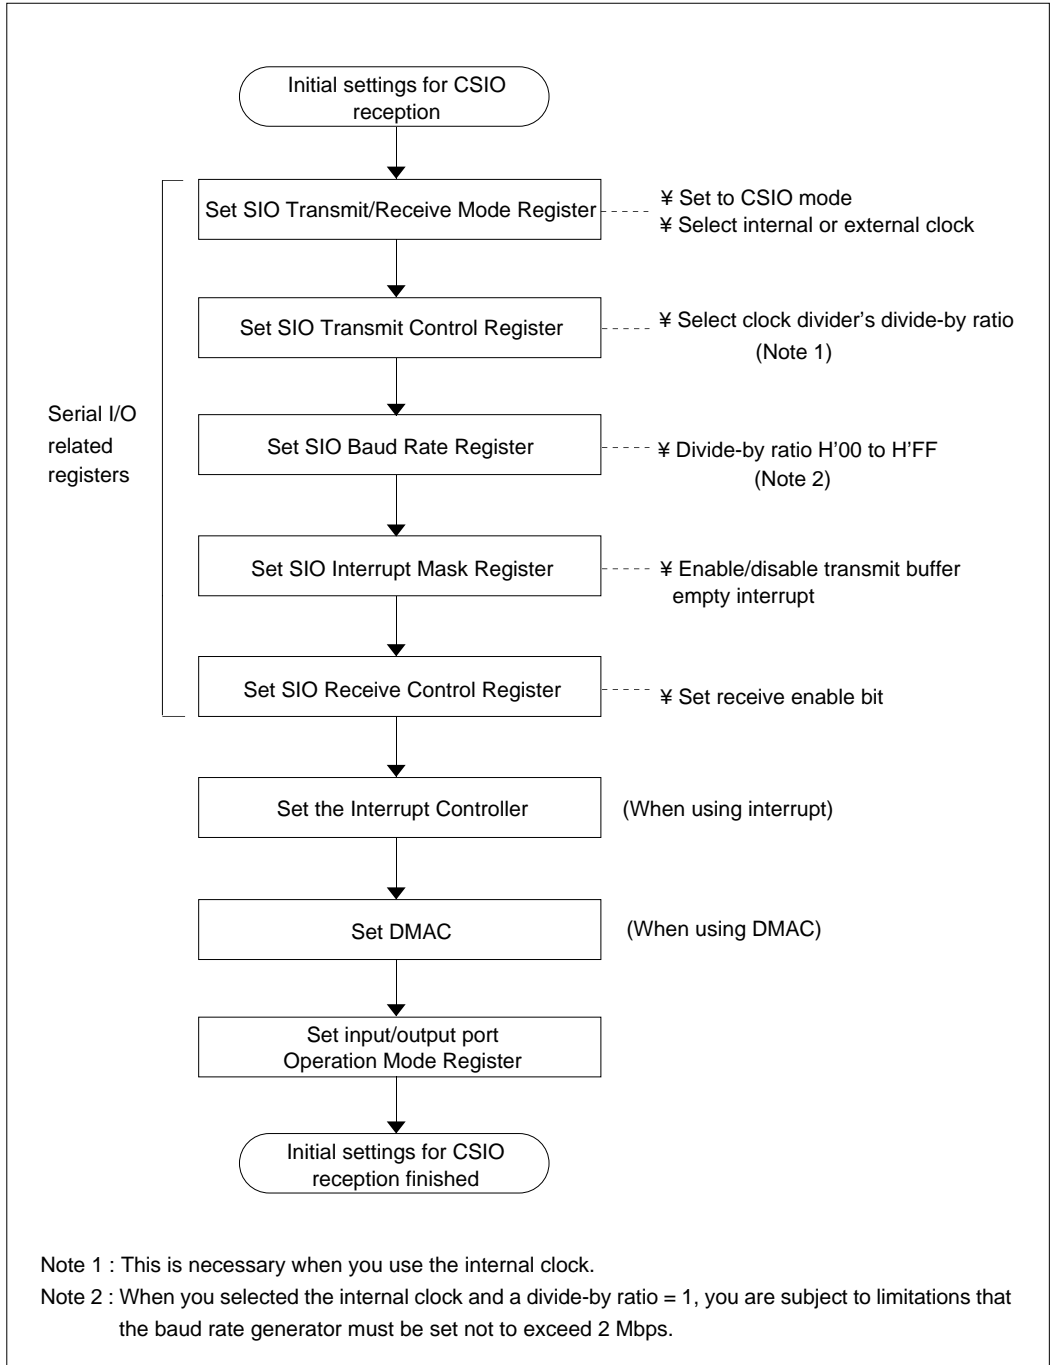 Initial settings for CSIO
reception
Set SIO Transmit/Receive Mode Register
¥ Set to CSIO mode
¥ Select internal or external clock
Set SIO Transmit Control Register
¥ Select clock divider’s divide-by ratio
(Note 1)
Serial I/O
related
registers
Set SIO Baud Rate Register
¥ Divide-by ratio H’00 to H’FF
(Note 2)
Set SIO Interrupt Mask Register
¥ Enable/disable transmit buffer
empty interrupt
Set SIO Receive Control Register
¥ Set receive enable bit
Set the Interrupt Controller
(When using interrupt)
Set DMAC
(When using DMAC)
Set input/output port
Operation Mode Register
Initial settings for CSIO
reception finished
Note 1 : This is necessary when you use the internal clock.
Note 2 : When you selected the internal clock and a divide-by ratio = 1, you are subject to limitations that
the baud rate generator must be set not to exceed 2 Mbps.